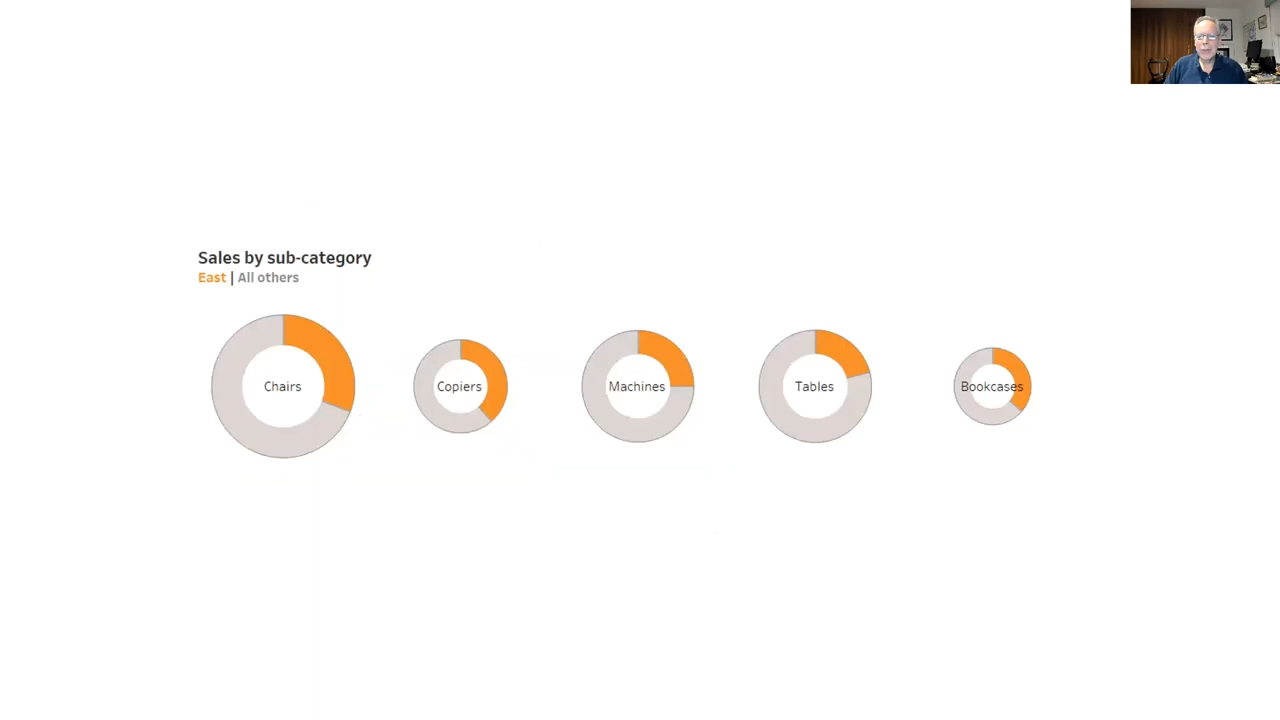 Sales by sub-category
East | All others
Chairs
Copiers
Machines
Tables
Bookcases